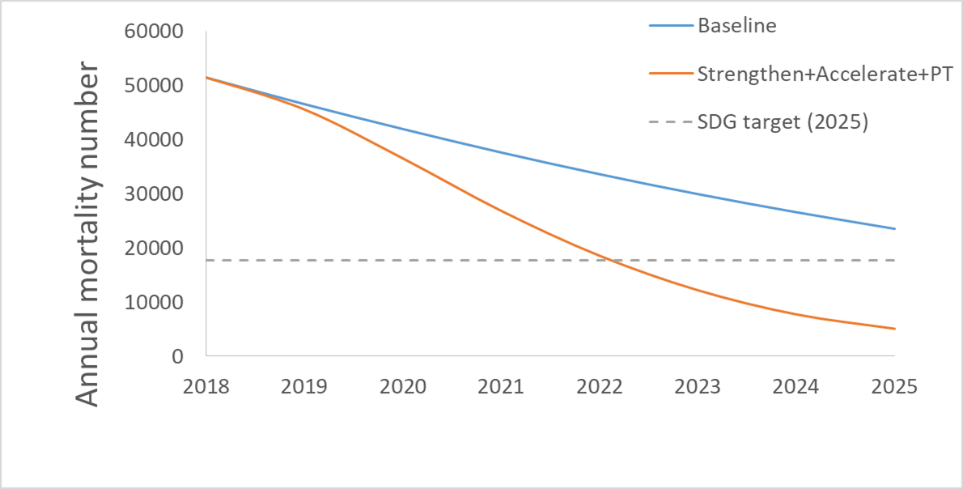 Annual mortality number
60000
50000
40000
30000
20000
10000
0
2018 2019 2020 2021 2022 2023 2024 2025
Baseline
Strengthen+Accelerate+PT
SDG target (2025)